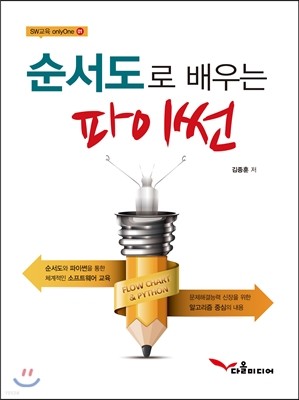 SW교육 onlyOne 01
순서도로 배우는
파이썬
김종훈 저
순서도와 파이썬을 통한
체계적인 소프트웨어 교육
FLOW CHART
& PYTHON
문제해결능력 신장을 위한
알고리즘 중심의 내용
다올미디어